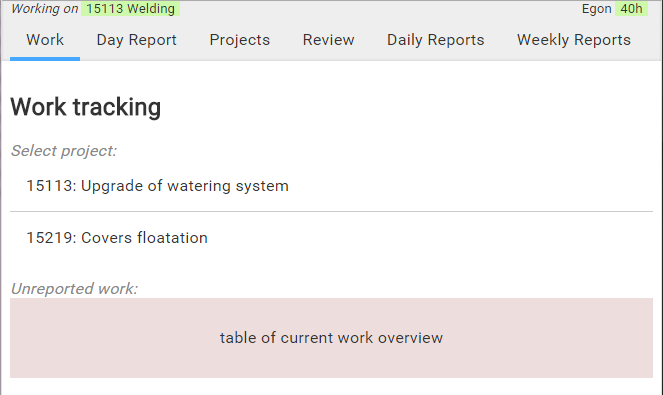 Working on 15113 Welding Egon 40h
Work Day Report Projects Review Daily Reports Weekly Reports
Work tracking
Select project:
15113: Upgrade of watering system
15219: Covers floatation
Unreported work:
table of current work overview